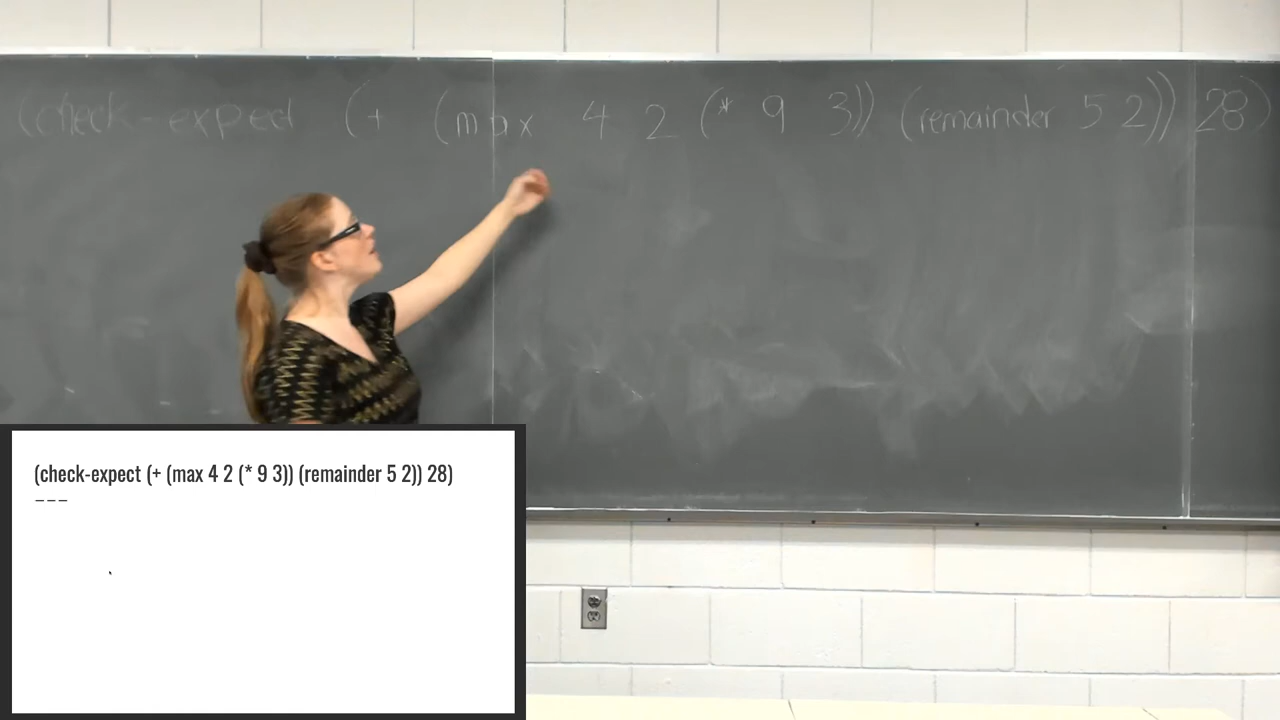 (check-expect (+ (max 4 2 (* 9 3)) (remainder 5 2)) 28)
(check-expect (+ (max 4 2 (* 9 3)) (remainder 5 2)) 28)
---